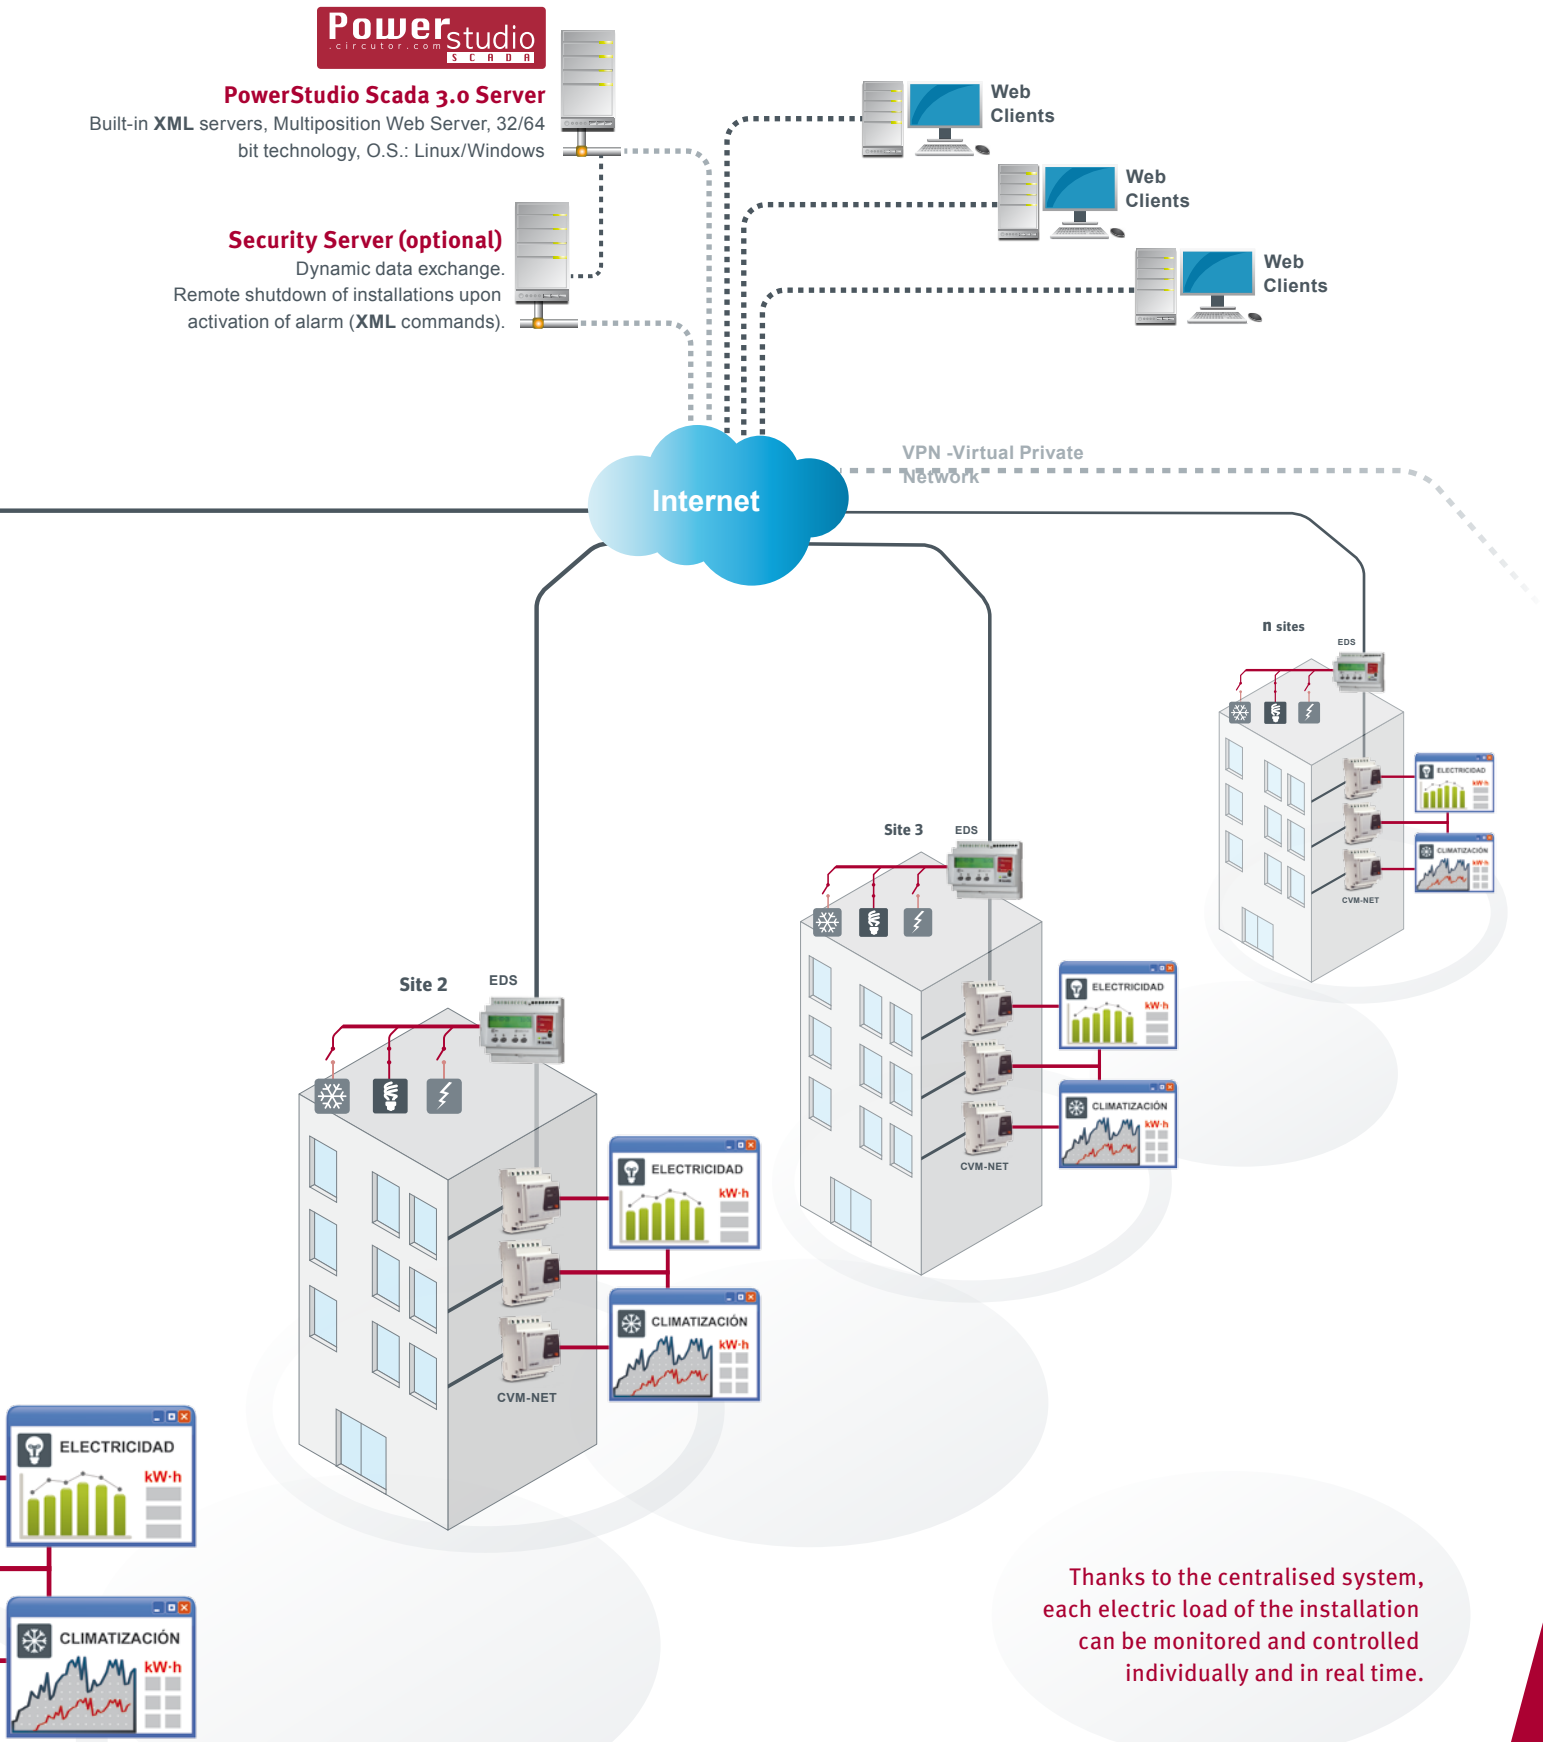 Power studio
.circutor.com
SCADA
PowerStudio Scada 3.0 Server
Built-in XML servers, Multiposition Web Server, 32/64
bit technology, O.S.: Linux/Windows
Security Server (optional)
Dynamic data exchange.
Remote shutdown of installations upon
activation of alarm (XML commands).
Web
Clients
Web
Clients
Web
Clients
VPN -Virtual Private
Network
Internet
n sites
EDS
ELECTRICIDAD
kW·h
CLIMATIZACIÓN
kW·h
CVM-NET
Site 3
EDS
ELECTRICIDAD
kW·h
CLIMATIZACIÓN
kW·h
CVM-NET
Site 2
EDS
ELECTRICIDAD
kW·h
CLIMATIZACIÓN
kW·h
CVM-NET
ELECTRICIDAD
kW·h
CLIMATIZACIÓN
kW·h
Thanks to the centralised system,
each electric load of the installation
can be monitored and controlled
individually and in real time.